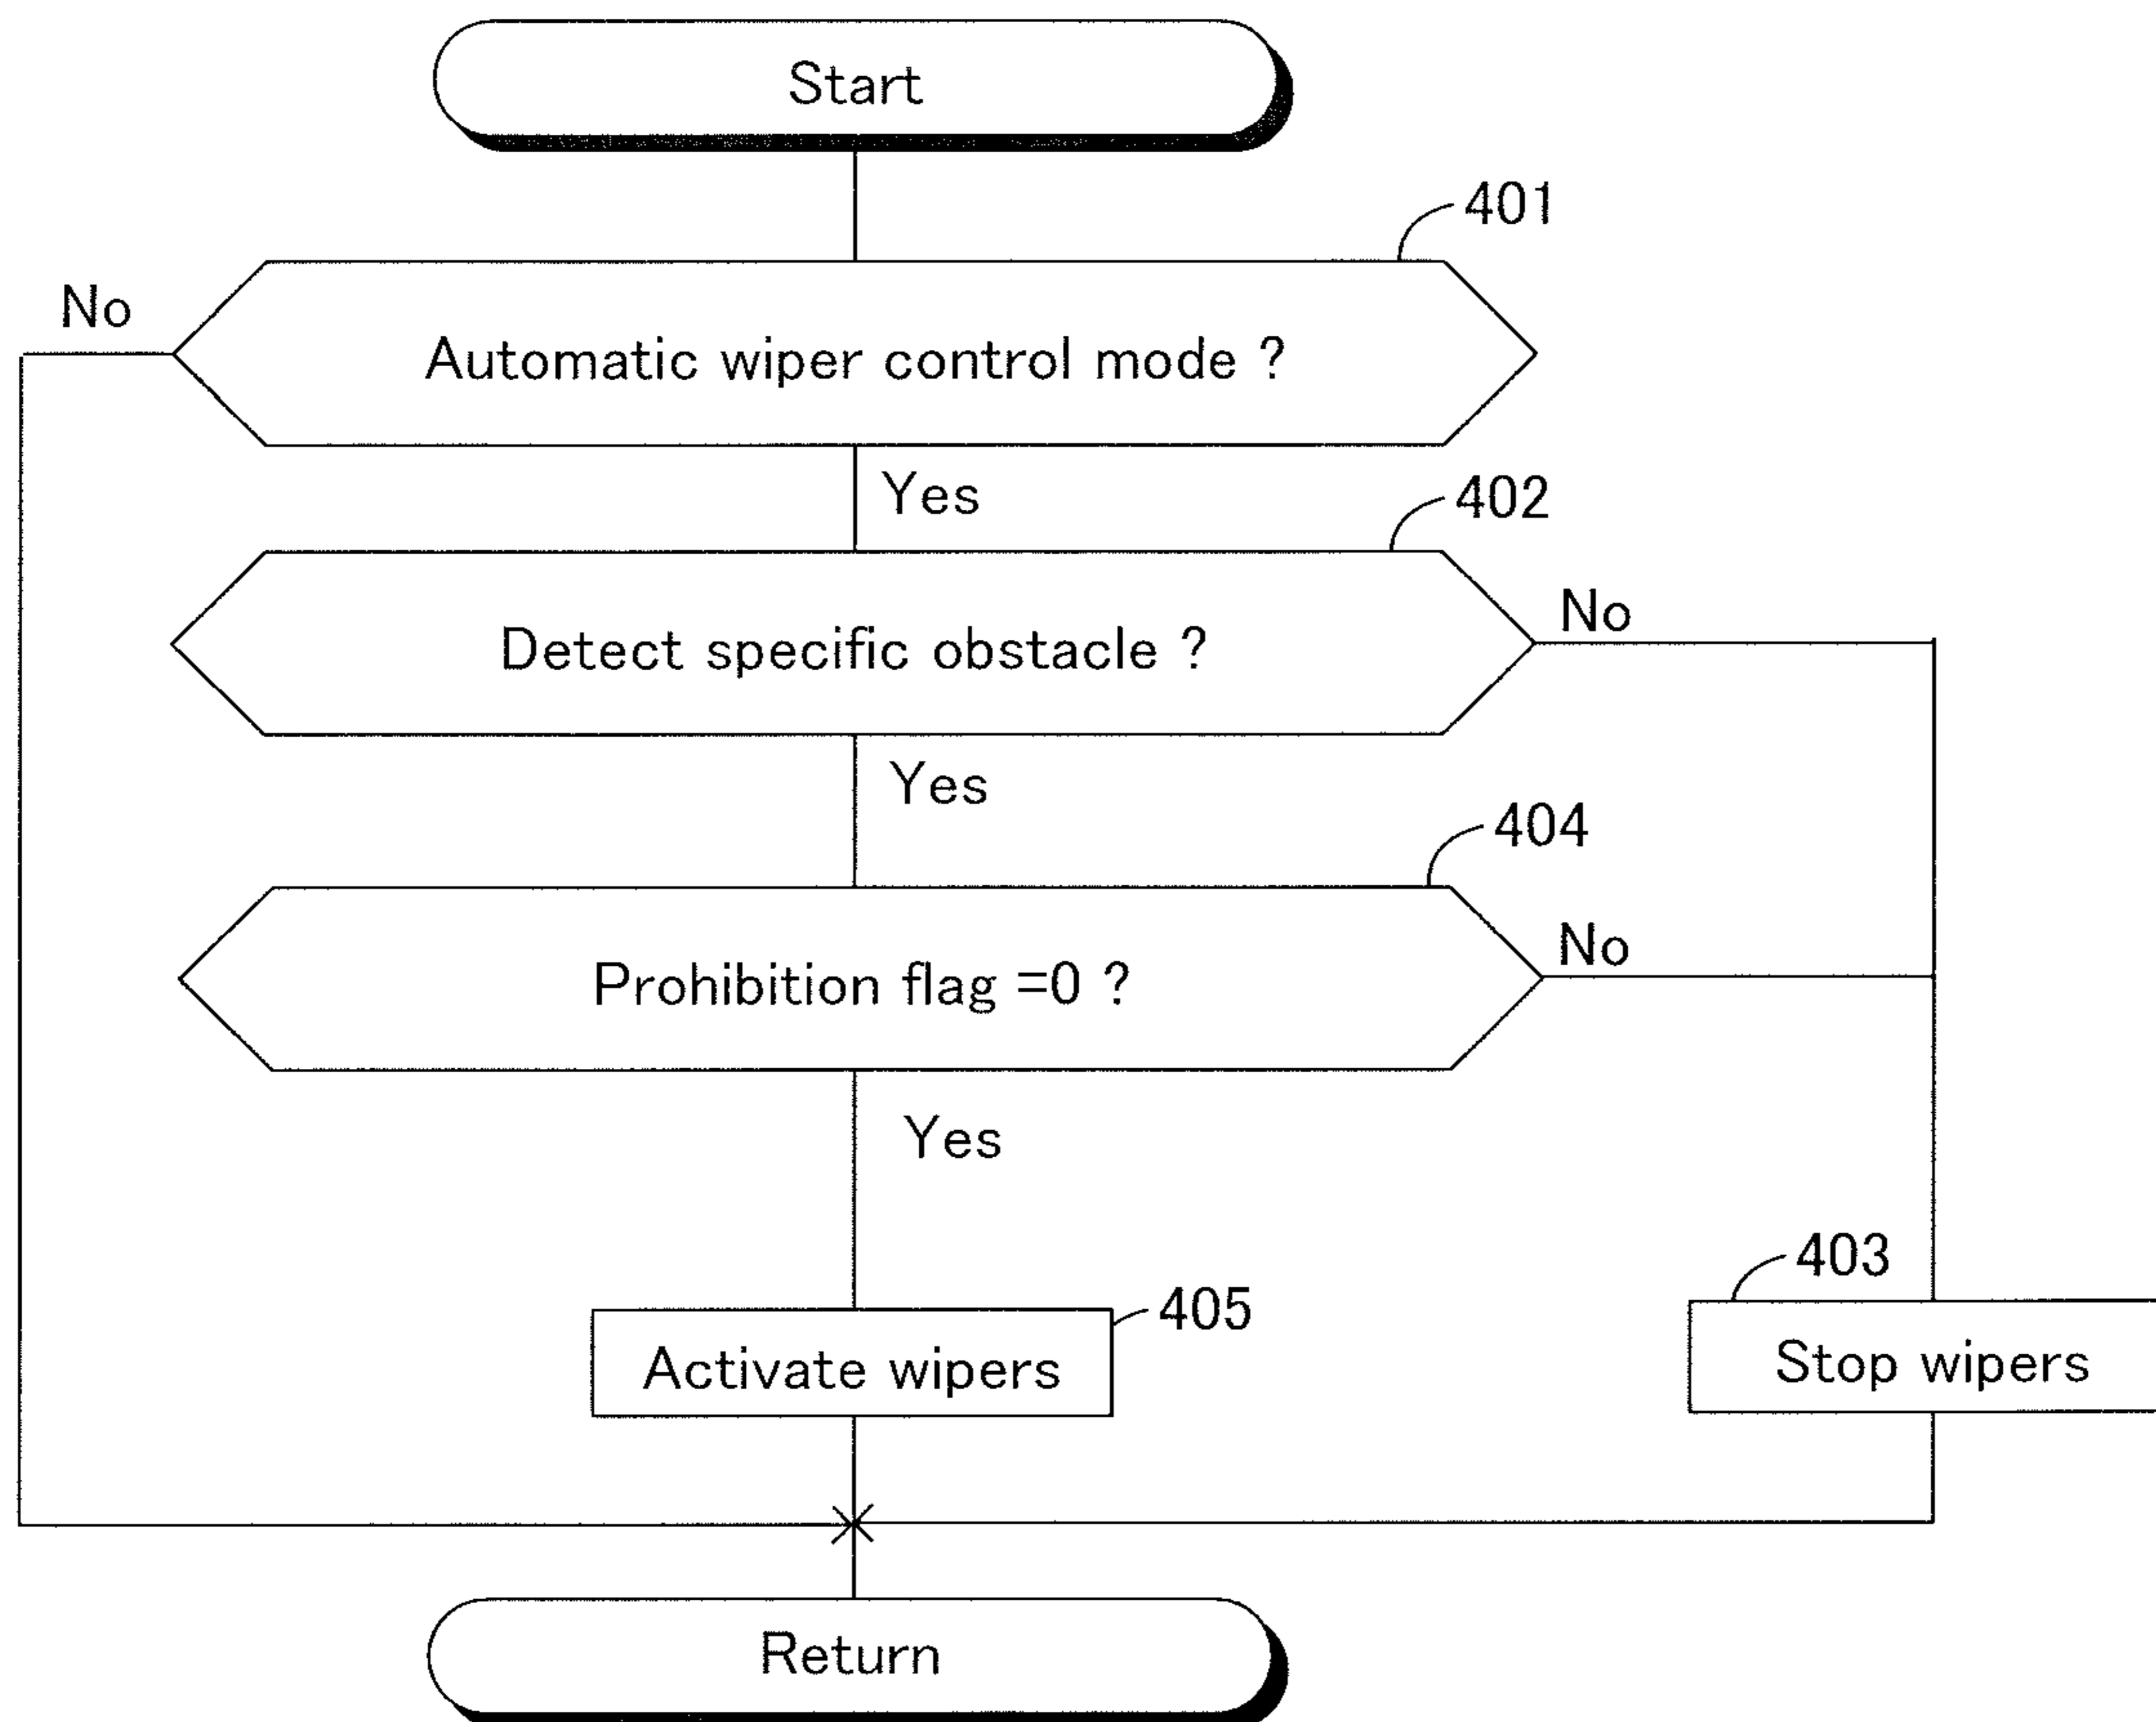 Start
401
No
Automatic wiper control mode ?
Yes
402
No
Detect specific obstacle ?
Yes
404
No
Prohibition flag =0 ?
Yes
403
405
Activate wipers
Stop wipers
Return